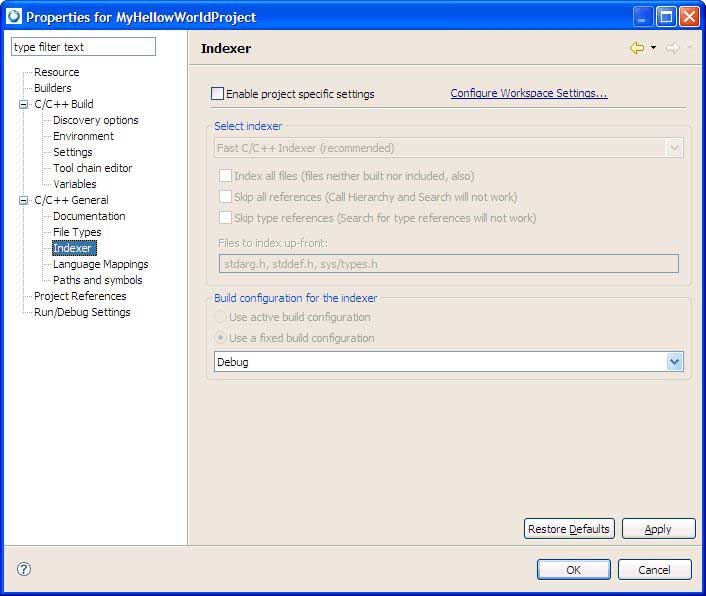 Properties for MyHellowWorldProject
type filter text
Resource
Builders
C/C++ Build
Discovery options
Environment
Settings
Tool chain editor
Variables
C/C++ General
Documentation
File Types
Indexer
Language Mappings
Paths and symbols
Project References
Run/Debug Settings
Indexer
Enable project specific settings
Configure Workspace Settings...
Select indexer
Fast C/C++ Indexer (recommended)
Index all files (files neither built nor included, also)
Skip all references (Call Hierarchy and Search will not work)
Skip type references (Search for type references will not work)
Files to index up-front:
stdarg.h, stddef.h, sys/types.h
Build configuration for the indexer
Use active build configuration
Use a fixed build configuration
Debug
Restore Defaults
Apply
?
OK
Cancel